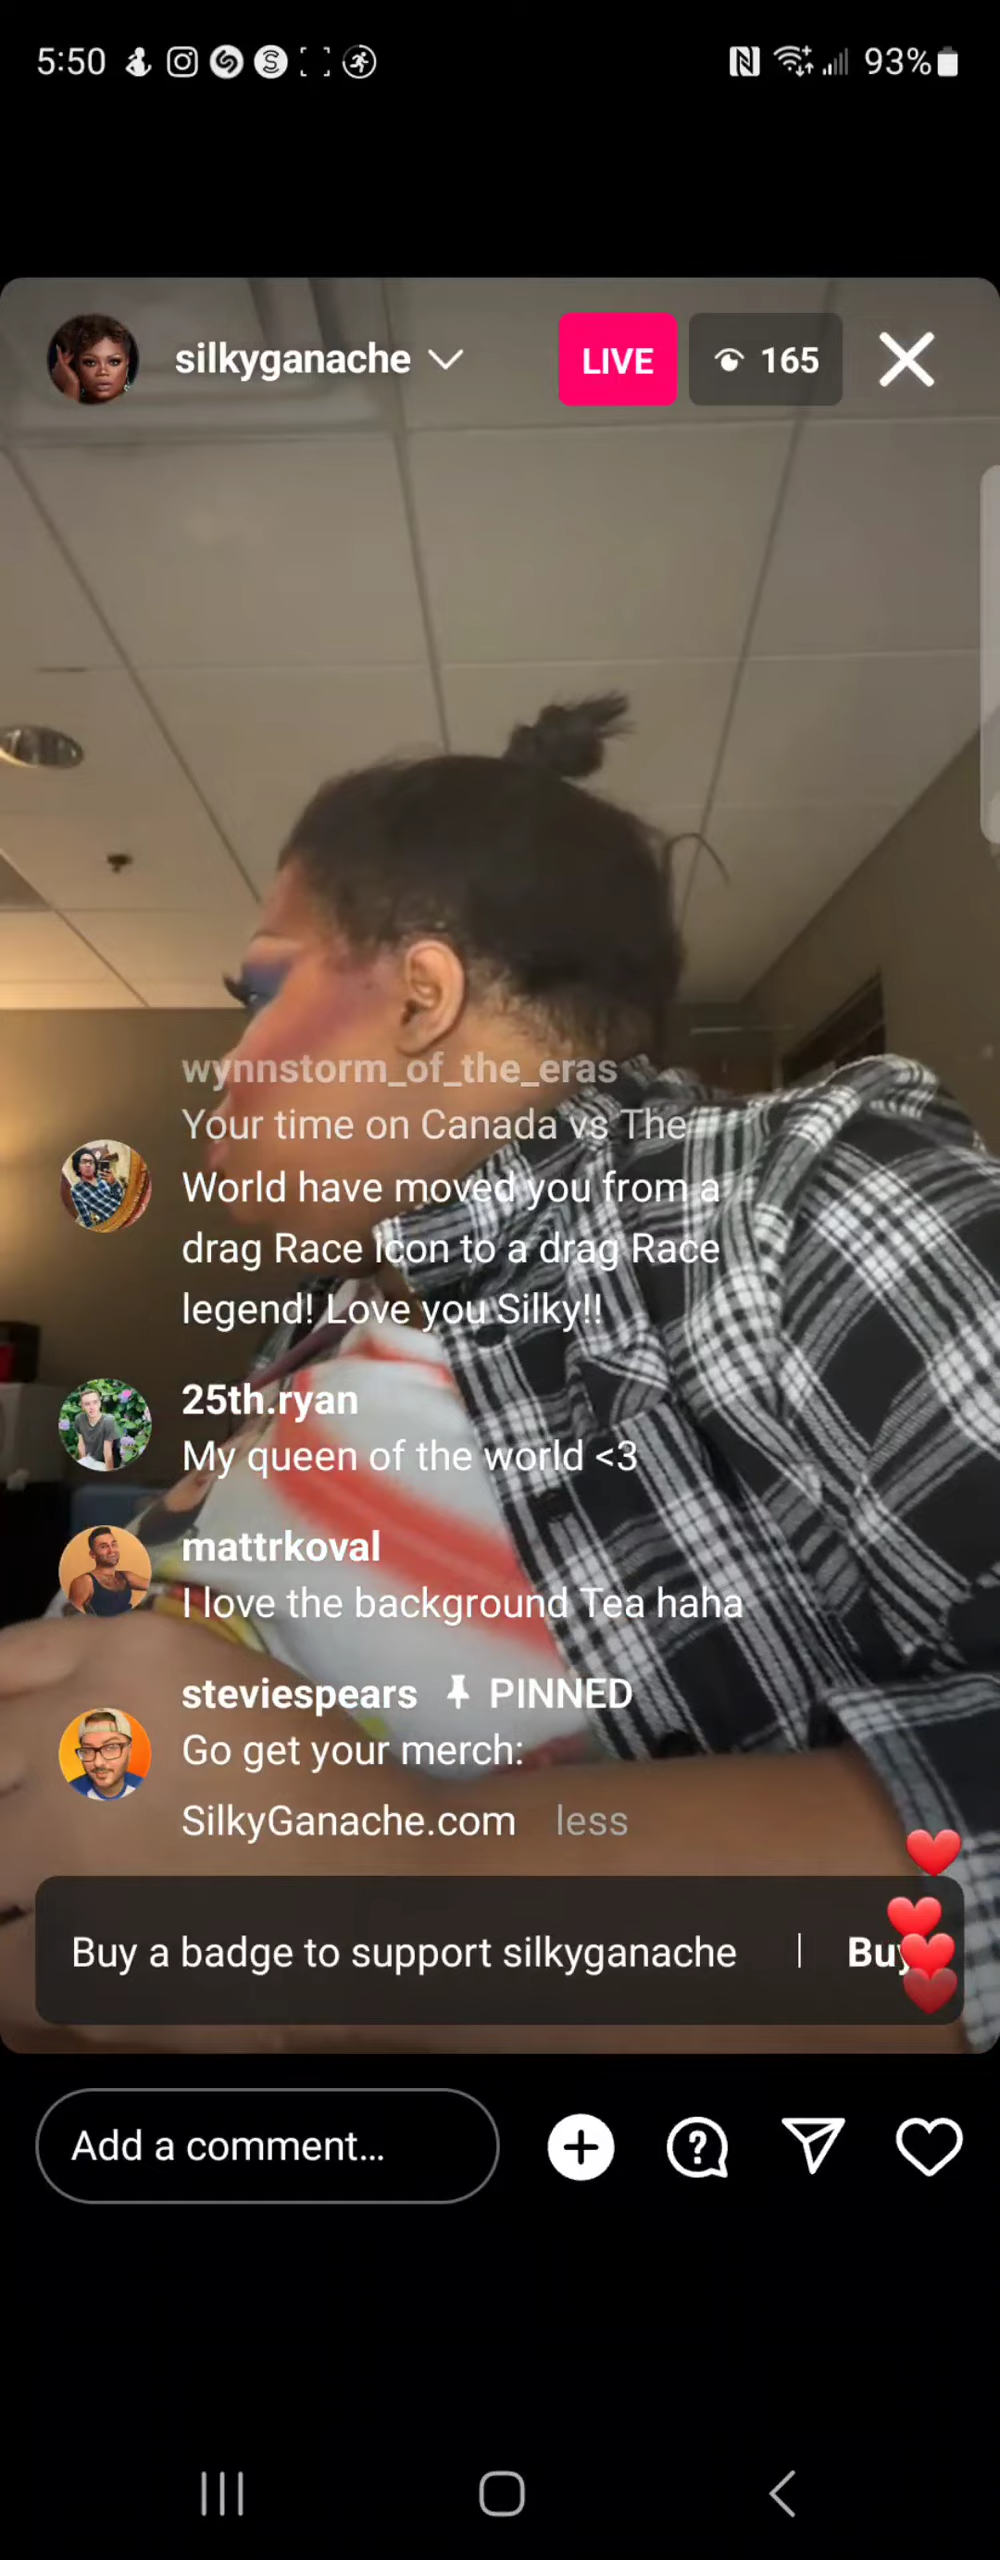 5:50
93%
silkyganache
LIVE
165
wynnstorm_of_the_eras
Your time on Canada vs The
World have moved you from a
drag Race Icon to a drag Race
legend! Love you Silky!!
25th.ryan
My queen of the world <3
mattrkoval
I love the background Tea haha
steviespears PINNED
Go get your merch:
SilkyGanache.com less
Buy a badge to support silkyganache | Buy
Add a comment...